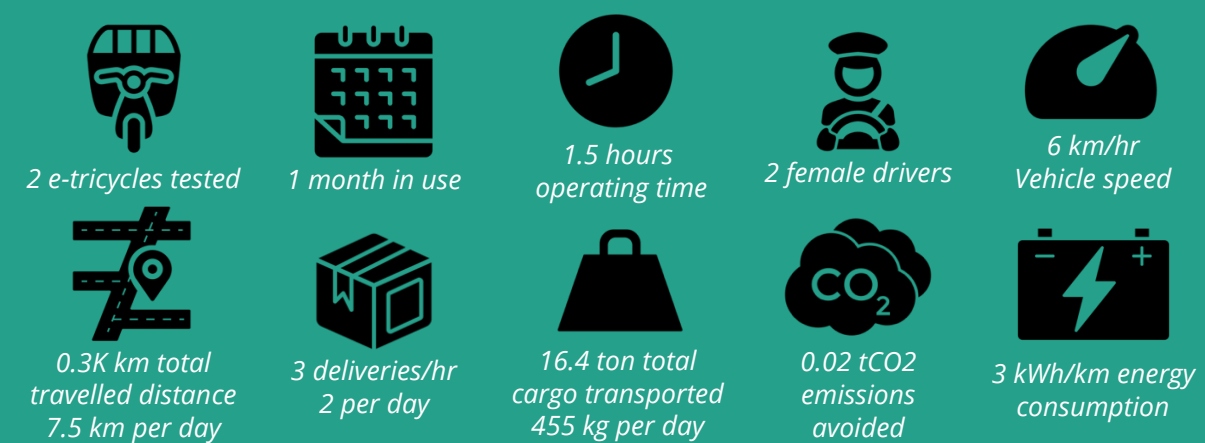 2 e-tricycles tested
1 month in use
1.5 hours
operating time
2 female drivers
6 km/hr
Vehicle speed
0.3K km total
travelled distance
7.5 km per day
3 deliveries/hr
2 per day
16.4 ton total
cargo transported
455 kg per day
CO2
0.02 tCO2
emissions
avoided
3 kWh/km energy
consumption